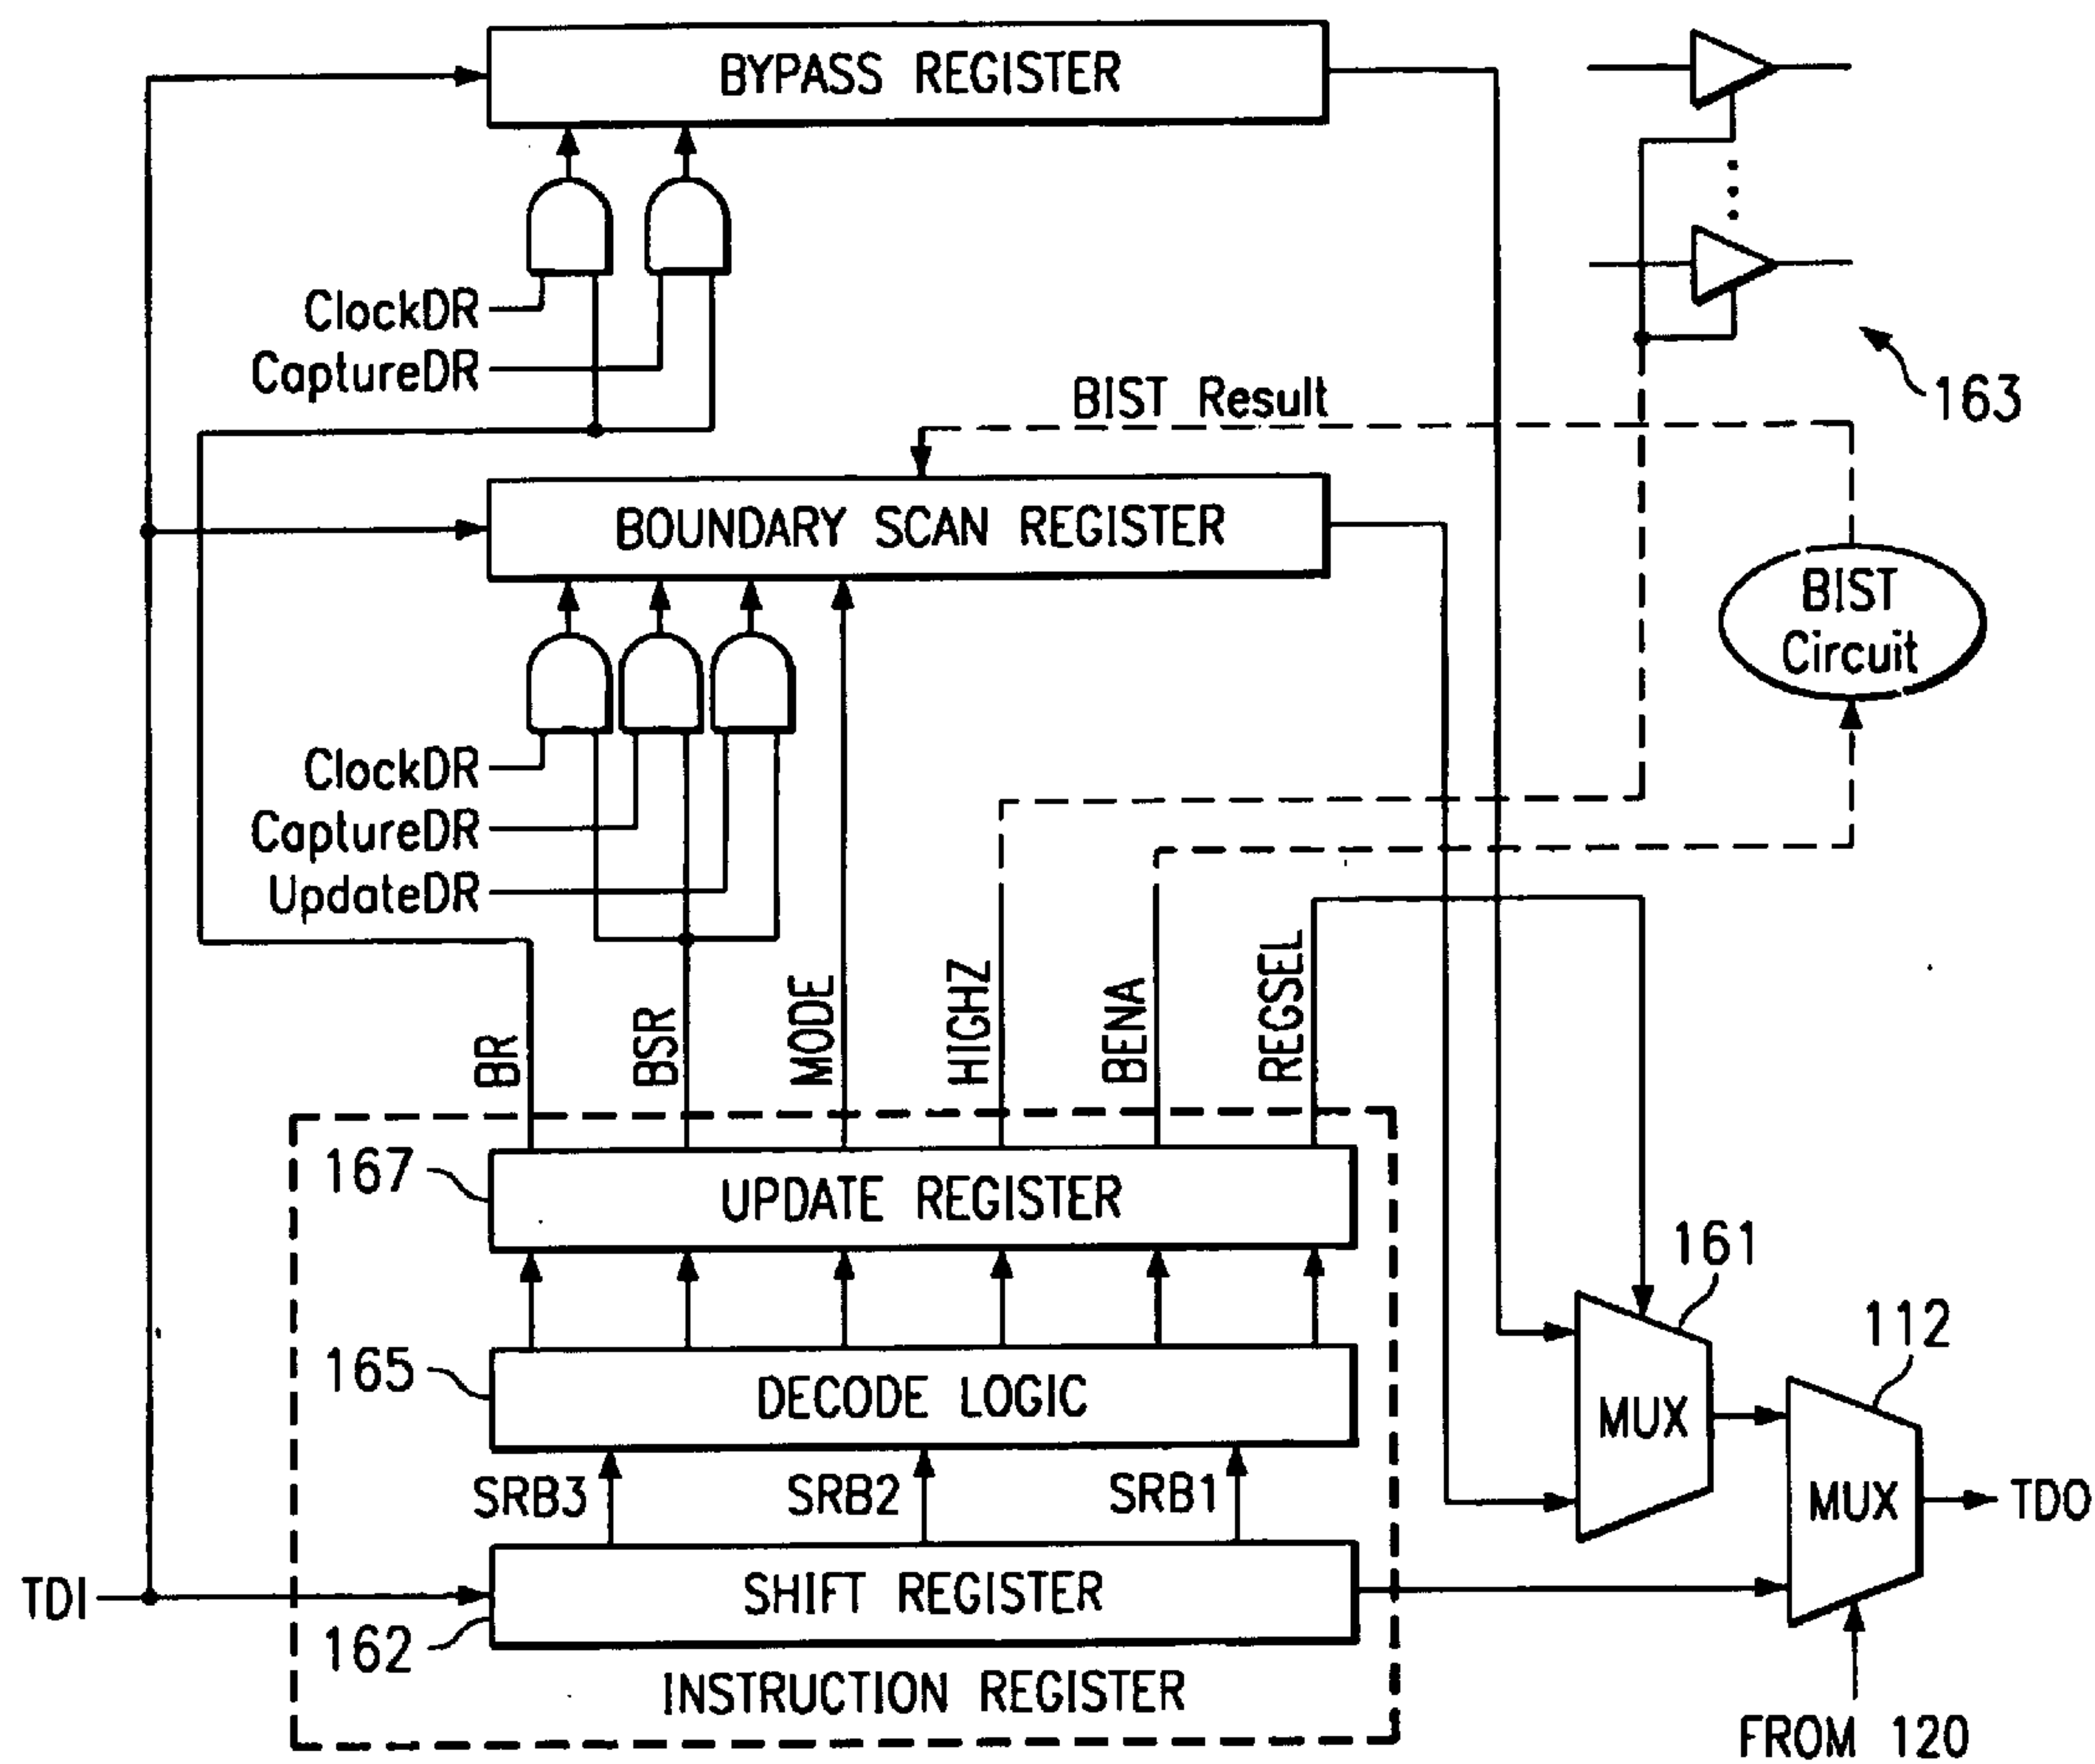 BYPASS REGISTER
ClockDR
CaptureDR
163
BIST Result
BOUNDARY SCAN REGISTER
BIST
Circuit
ClockDR
CaptureDR
UpdateDR
BR
BSR
MODE
HIGHZ
BENA
REGSEL
167
UPDATE REGISTER
161
112
165
DECODE LOGIC
MUX
SRB3
SRB2
SRB1
MUX
TDO
TDI
SHIFT REGISTER
162
INSTRUCTION REGISTER
FROM 120